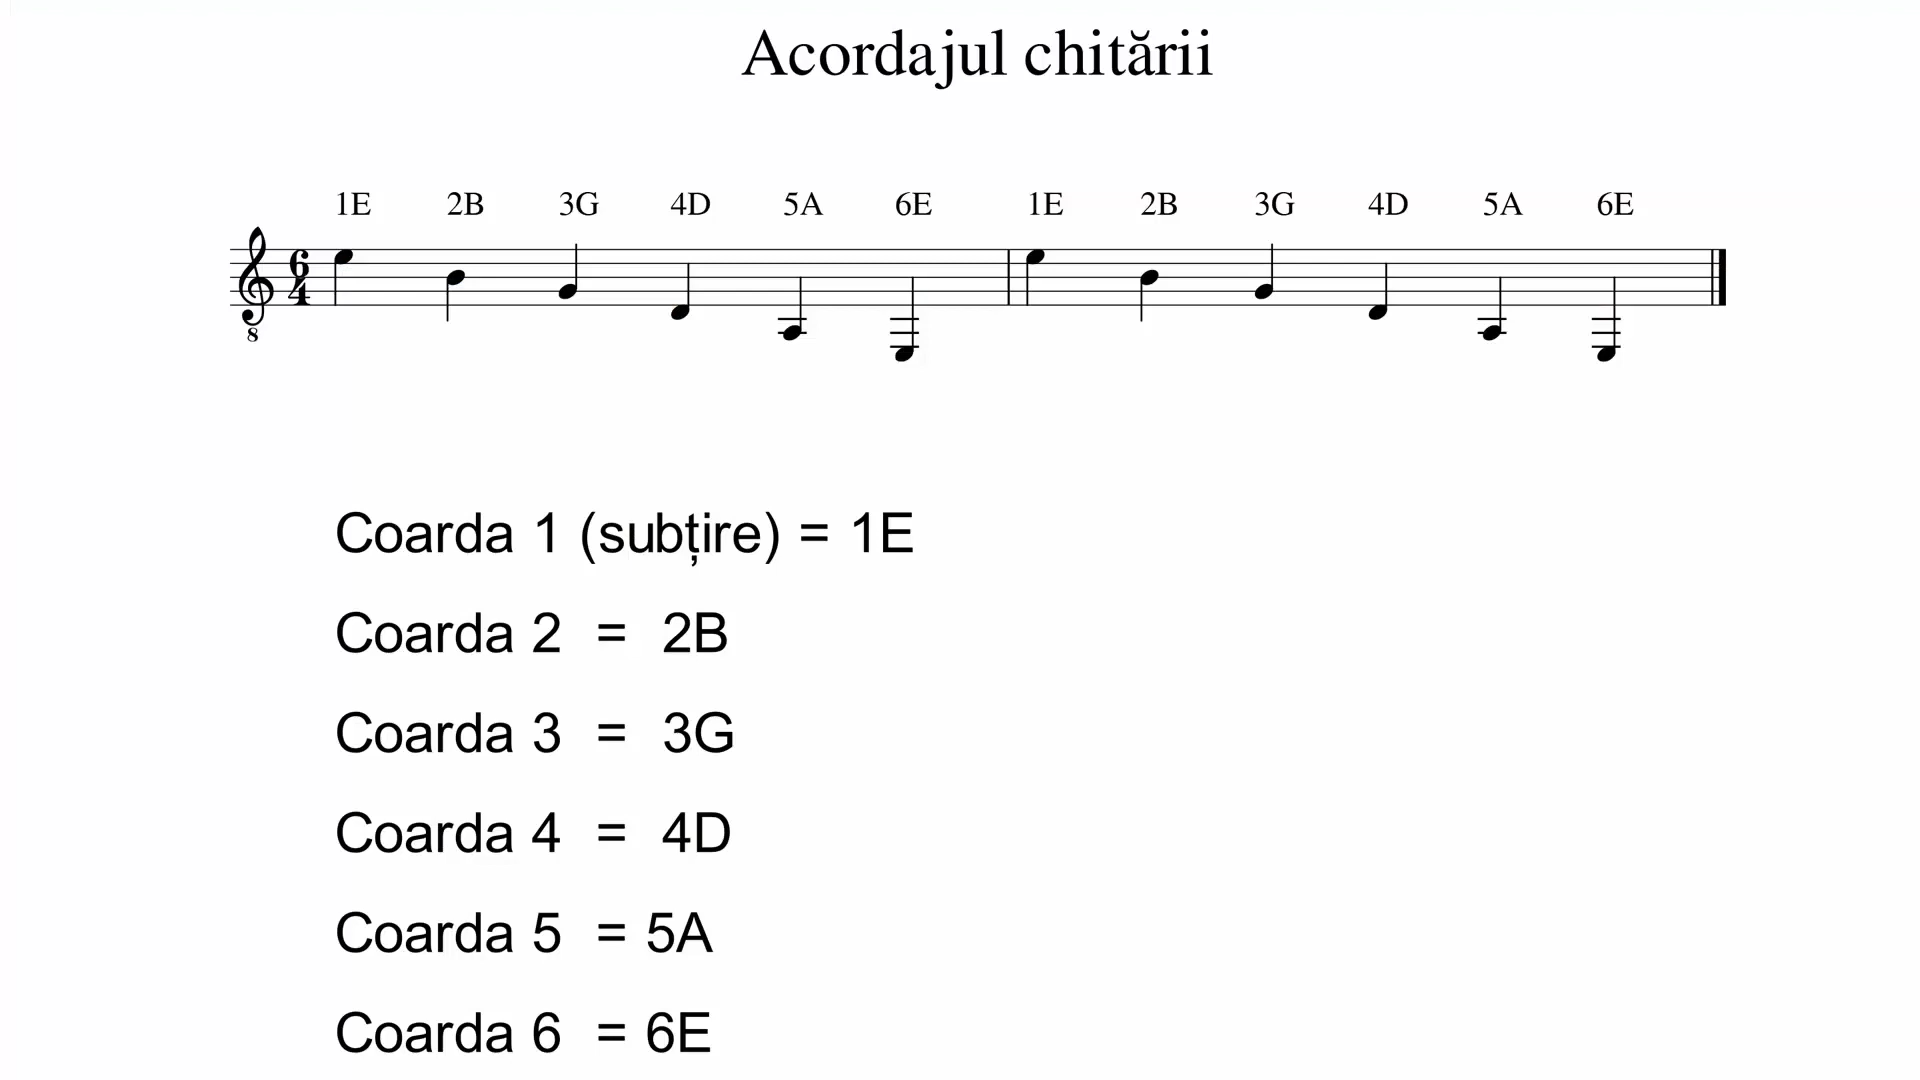 Acordajul chitării
1E 2B 3G 4D 5A 6E 1E 2B 3G 4D 5A 6E
6
4
8
Coarda 1 (subțire) = 1E
Coarda 2 = 2B
Coarda 3 = 3G
Coarda 4 = 4D
Coarda 5 = 5A
Coarda 6 = 6E